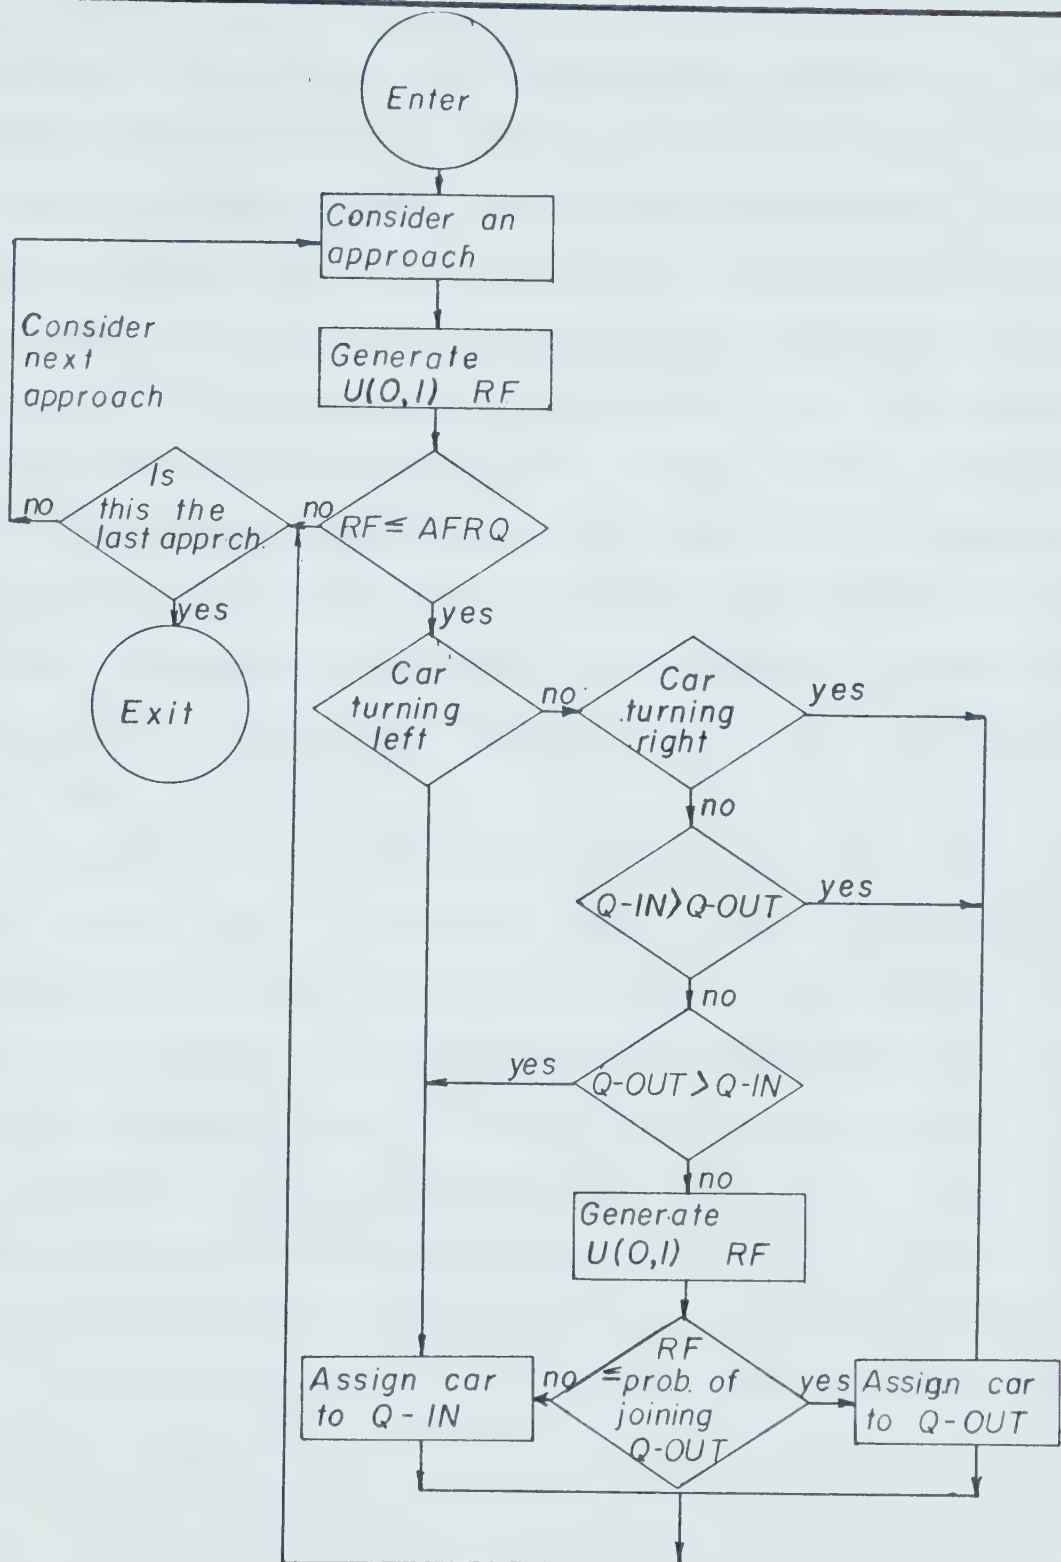 Enter
Consider an
approach
Consider
next
approach
Generate
U(0,1) RF
Is
this the
last apprch.
no
no
RF ≤ AFRQ
yes
yes
Exit
Car
turning
left
no
Car
turning
right
yes
no
Q-IN>Q-OUT
yes
no
yes
Q-OUT>Q-IN
no
Generate
U(0,1) RF
Assign car
to Q-IN
no
RF
≤prob. of
joining
Q-OUT
yes
Assign car
to Q-OUT